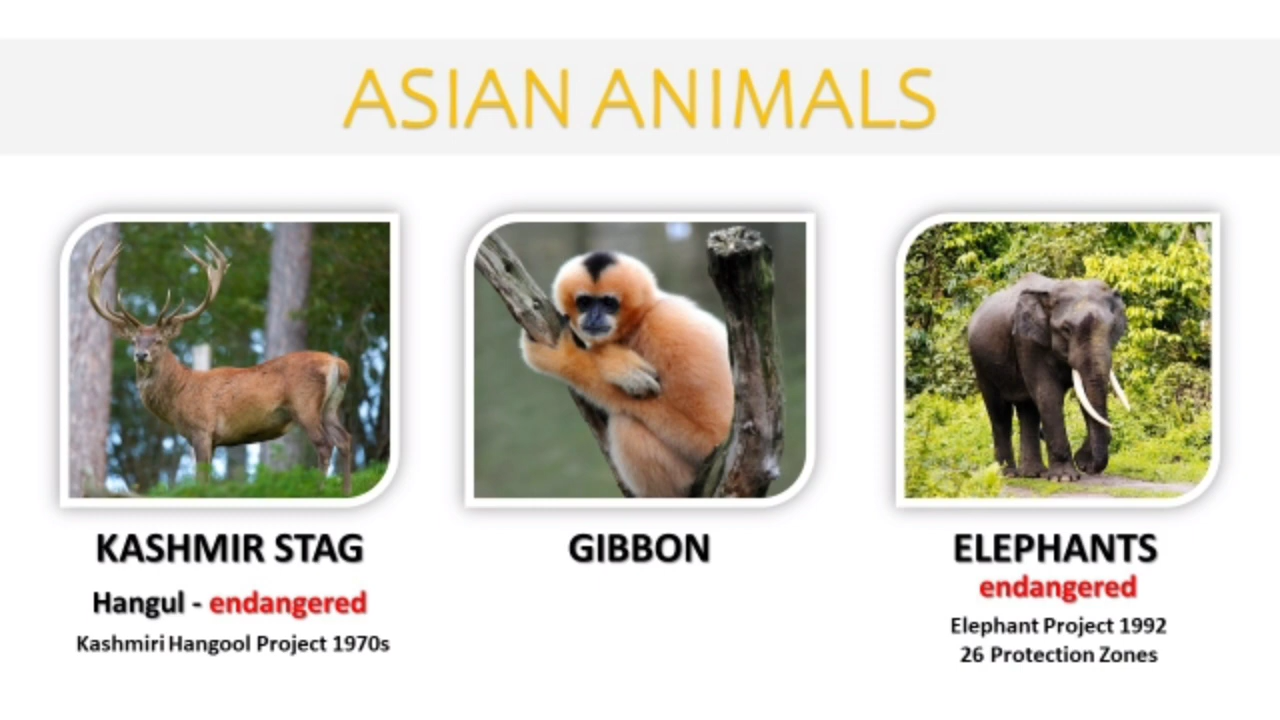 ASIAN ANIMALS
KASHMIR STAG
Hangul - endangered
Kashmiri Hangool Project 1970s
GIBBON
ELEPHANTS
endangered
Elephant Project 1992
26 Protection Zones